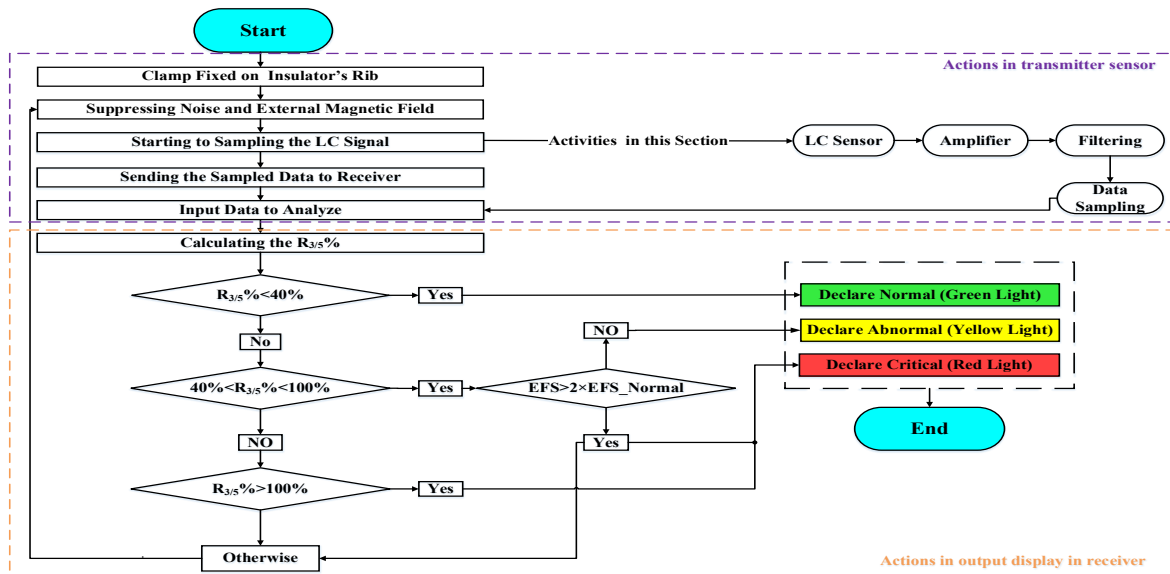 Start
Actions in transmitter sensor
Clamp Fixed on Insulator's Rib
Suppressing Noise and External Magnetic Field
Starting to Sampling the LC Signal
Activities in this Section
LC Sensor
Amplifier
Filtering
Sending the Sampled Data to Receiver
Data
Sampling
Input Data to Analyze
Calculating the R3/5%
R3/5%<40%
Yes
Declare Normal (Green Light)
No
NO
Declare Abnormal (Yellow Light)
40%<R3/5%<100%
Yes
EFS>2×EFS_Normal
Declare Critical (Red Light)
End
NO
Yes
R3/5%>100%
Yes
Otherwise
Actions in output display in receiver